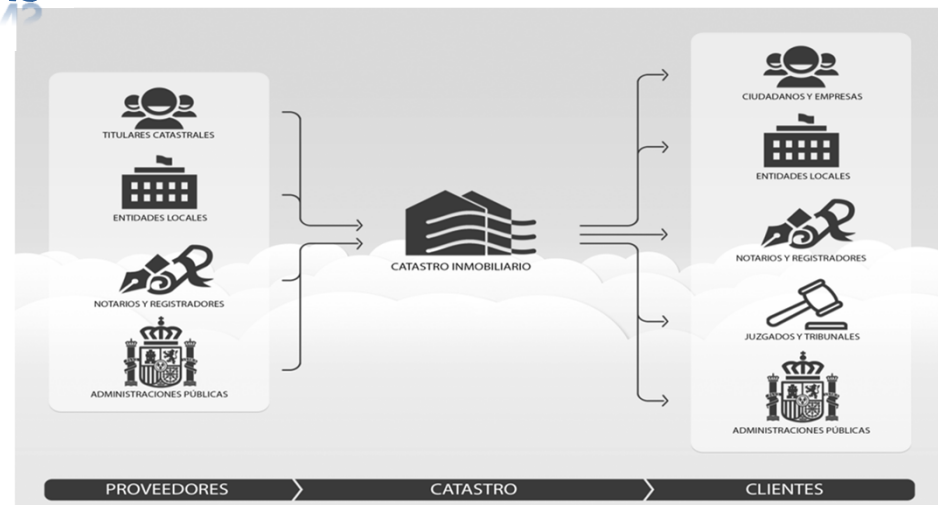 TITULARES CATASTRALES
ENTIDADES LOCALES
NOTARIOS Y REGISTRADORES
ADMINISTRACIONES PÚBLICAS
CATASTRO INMOBILIARIO
CIUDADANOS Y EMPRESAS
ENTIDADES LOCALES
NOTARIOS Y REGISTRADORES
JUZGADOS Y TRIBUNALES
ADMINISTRACIONES PÚBLICAS
PROVEEDORES
CATASTRO
CLIENTES